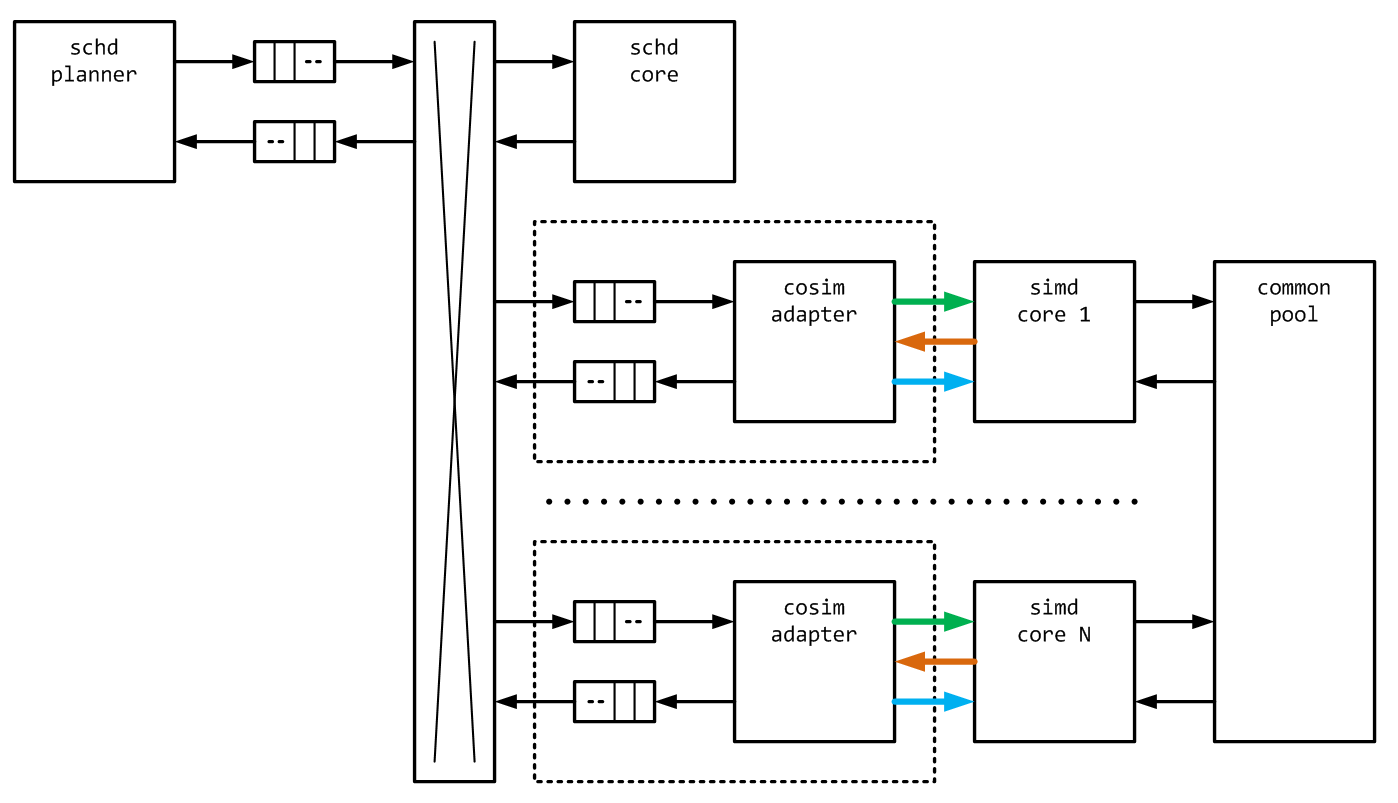 schd
planner
schd
core
cosim
adapter
simd
core 1
common
pool
cosim
adapter
simd
core N